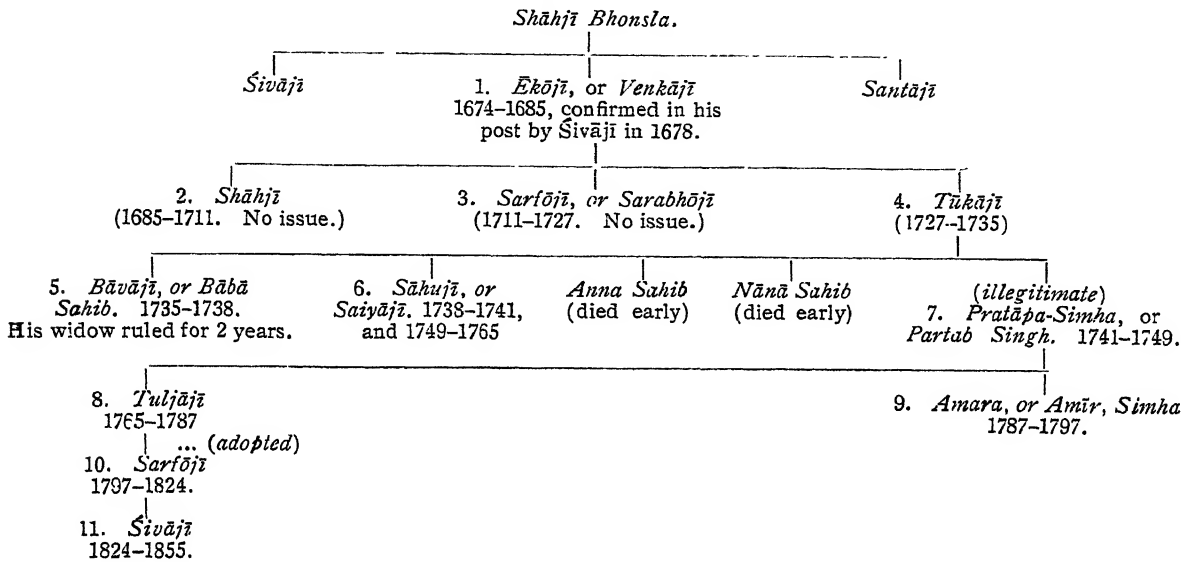 Shāhjī Bhonsla.
Śivājī
1. Ēkōjī, or Venkājī
1674–1685, confirmed in his
post by Śivājī in 1678.
Santājī
2. Shāhjī
(1685–1711. No issue.)
3. Sarfōjī, or Sarabhōjī
(1711–1727. No issue.)
4. Tūkājī
(1727–1735)
5. Bāvājī, or Bābā
Sahib. 1735–1738.
His widow ruled for 2 years.
6. Sāhujī, or
Saiyājī. 1738–1741,
and 1749–1765
Anna Sahib
(died early)
Nānā Sahib
(died early)
(illegitimate)
7. Pratāpa-Simha, or
Partab Singh. 1741–1749.
8. Tuljājī
1765–1787
... (adopted)
9. Amara, or Amīr, Simha
1787–1797.
10. Sarfōjī
1797–1824.
11. Śivājī
1824–1855.